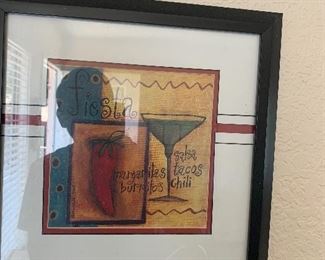 fiesta
salsa
margaritas tacos
burritos chili